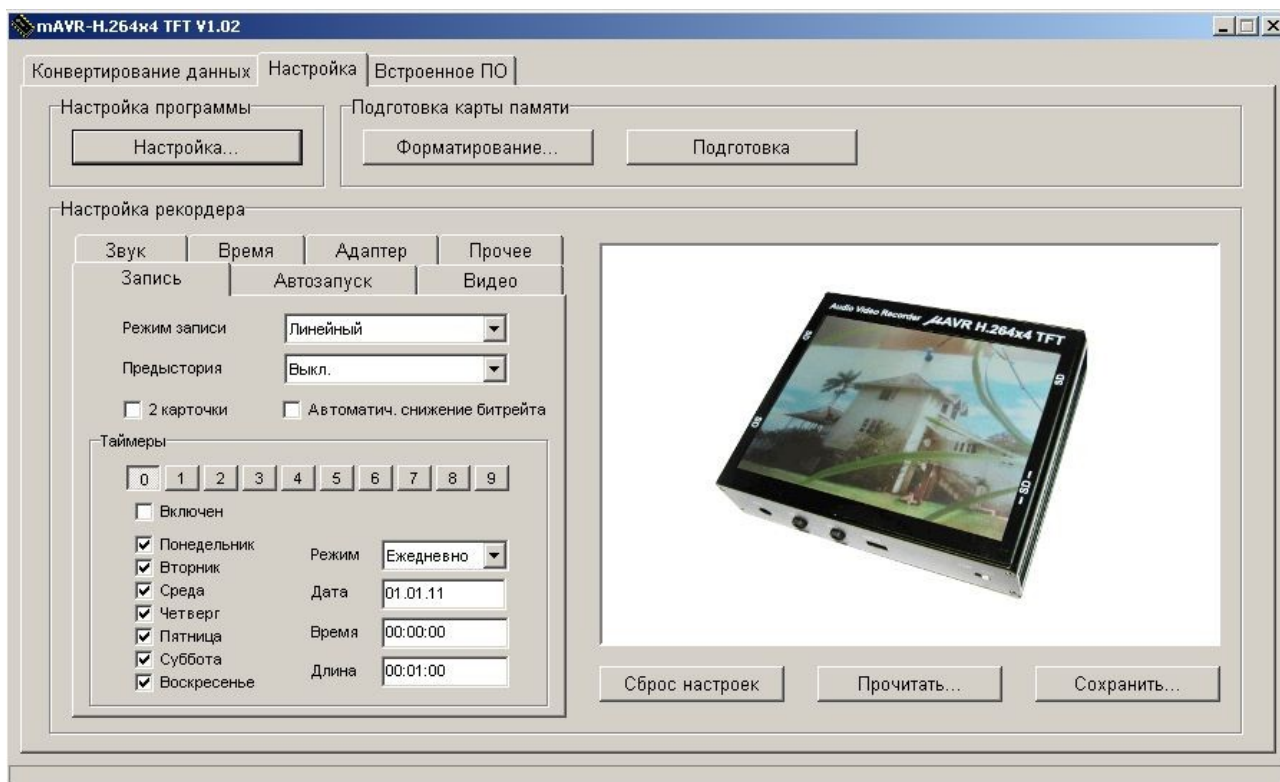 mAVR-H.264x4 TFT V1.02
Конвертирование данных Настройка Встроенное ПО
Настройка программы
Настройка...
Подготовка карты памяти
Форматирование... Подготовка
Настройка рекордера
Звук Время Адаптер Прочее
Запись Автозапуск Видео
Режим записи Линейный
Предыстория Выкл.
2 карточки Автоматич. снижение битрейта
Таймеры
0 1 2 3 4 5 6 7 8 9
Включен
Понедельник
Вторник
Среда
Четверг
Пятница
Суббота
Воскресенье
Режим Ежедневно
Дата 01.01.11
Время 00:00:00
Длина 00:01:00
Audio Video Recorder µAVR H.264x4 TFT
SD
SD
Сброс настроек Прочитать... Сохранить...